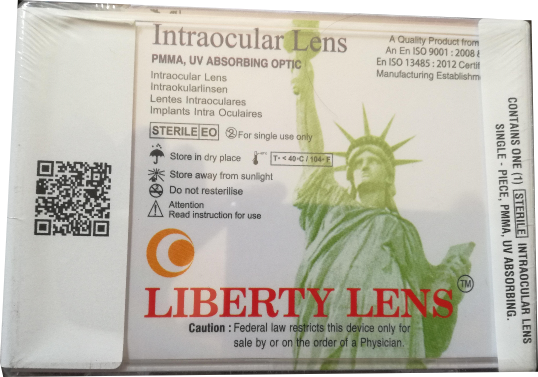 Intraocular Lens
PMMA, UV ABSORBING OPTIC
Intraocular Lens
Intraokularlinsen
Lentes Intraoculares
Implants Intra Oculaires
STERILE EO
2 For single use only
Store in dry place
T· < 40◦C / 104◦ F
Store away from sunlight
Do not resterilise
Attention
Read instruction for use
A Quality Product from
An En ISO 9001 : 2008
En ISO 13485 : 2012 Certif
Manufacturing Establishm
LIBERTY LENS TM
Caution : Federal law restricts this device only for
sale by or on the order of a Physician.
CONTAINS ONE (1) STERILE INTRAOCULAR LENS
SINGLE - PIECE, PMMA, UV ABSORBING.